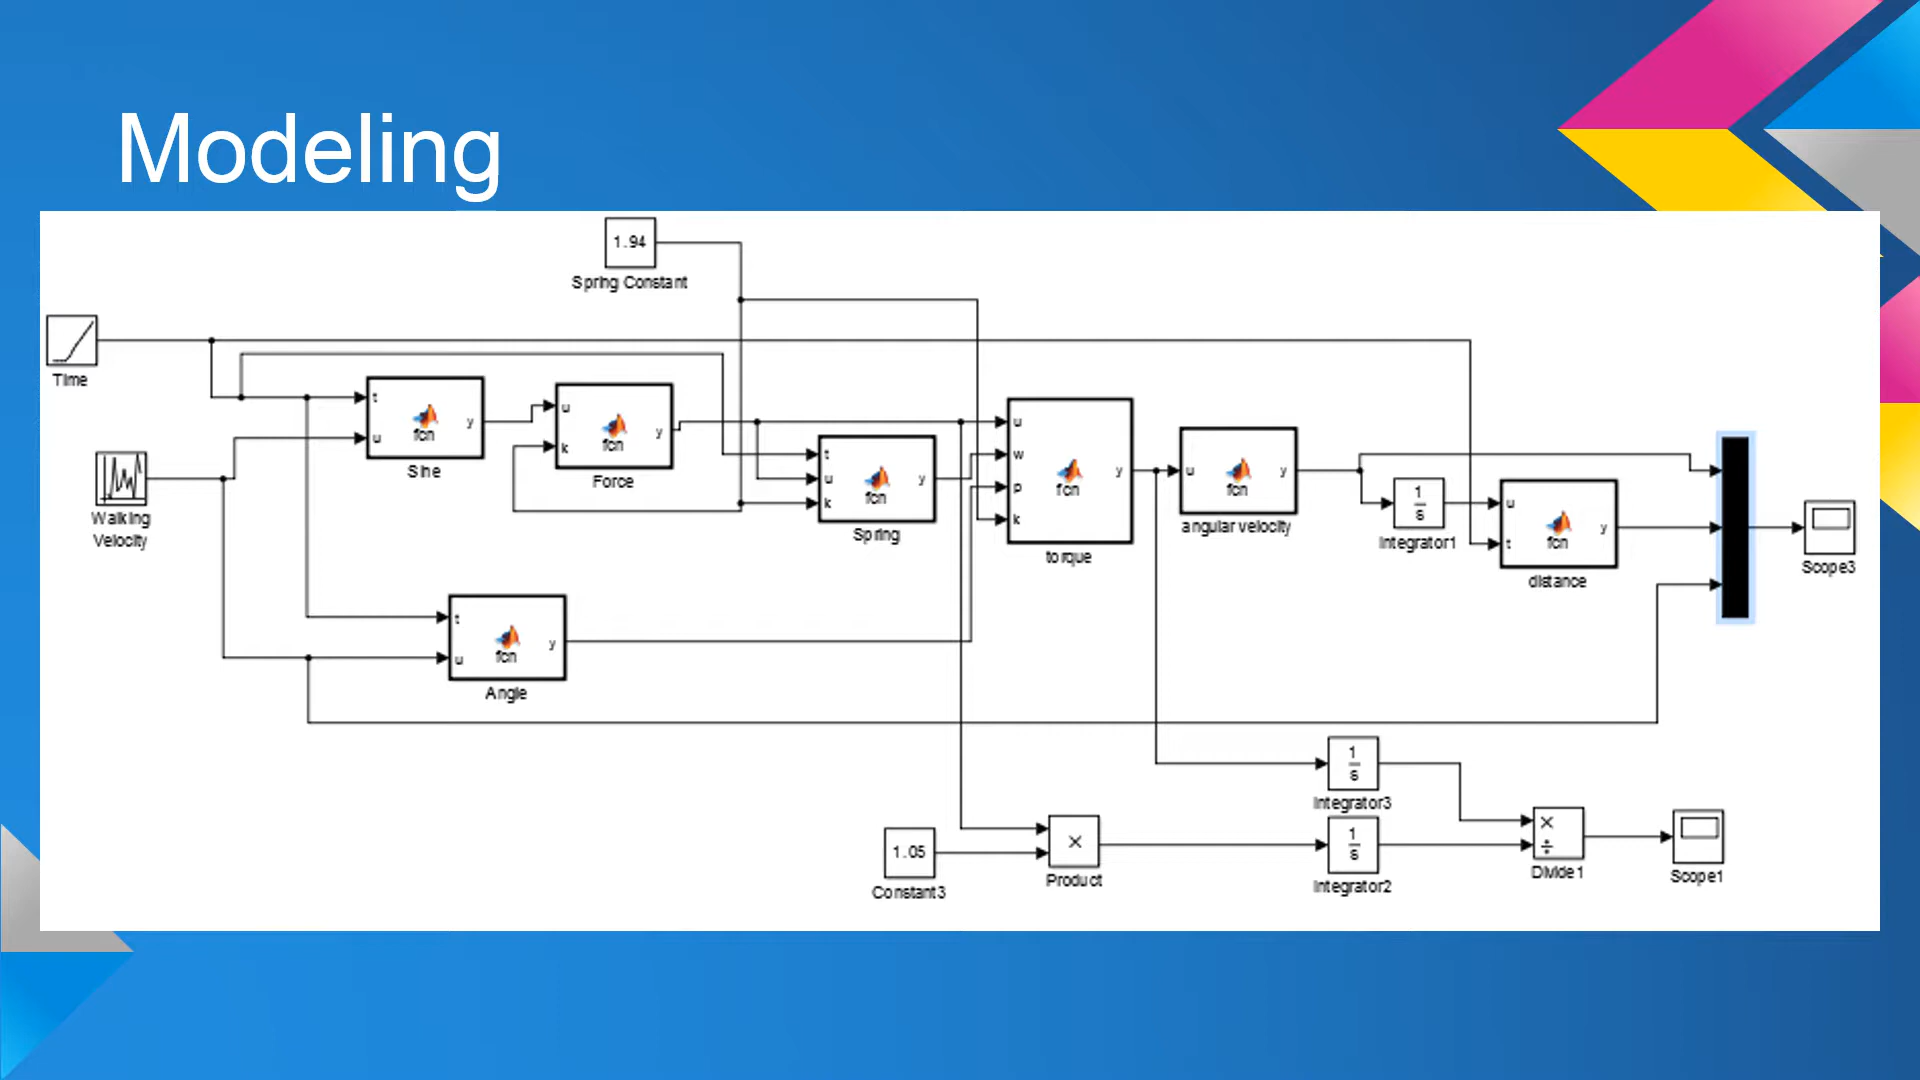 Modeling
1.94
Spring Constant
Time
t
u
fcn
y
Sine
u
k
fcn
y
Force
Walking
Velocity
t
u
k
fcn
y
Spring
u
w
p
k
fcn
y
torque
u
fcn
y
angular velocity
1
s
Integrator1
u
t
fcn
y
distance
Scope3
t
u
fcn
y
Angle
1
s
Integrator3
1.05
Constant3
×
Product
1
s
Integrator2
×
÷
Divide1
Scope1